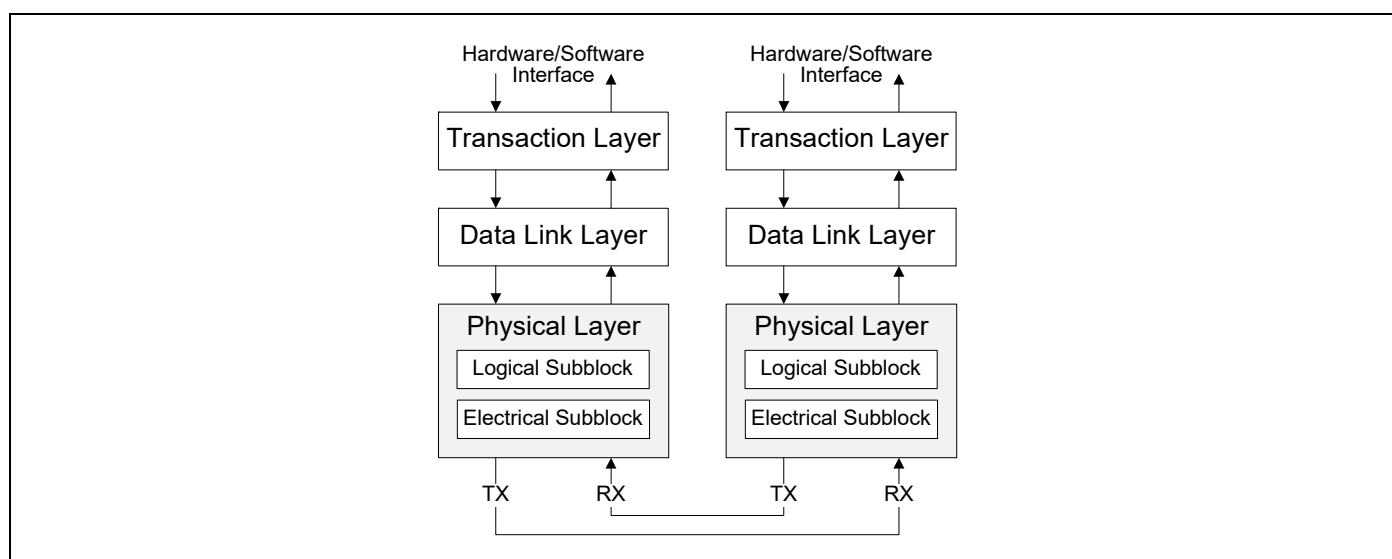 Hardware/Software
Interface
Hardware/Software
Interface
Transaction Layer
Transaction Layer
Data Link Layer
Data Link Layer
Physical Layer
Physical Layer
Logical Subblock
Logical Subblock
Electrical Subblock
Electrical Subblock
TX
RX
TX
RX